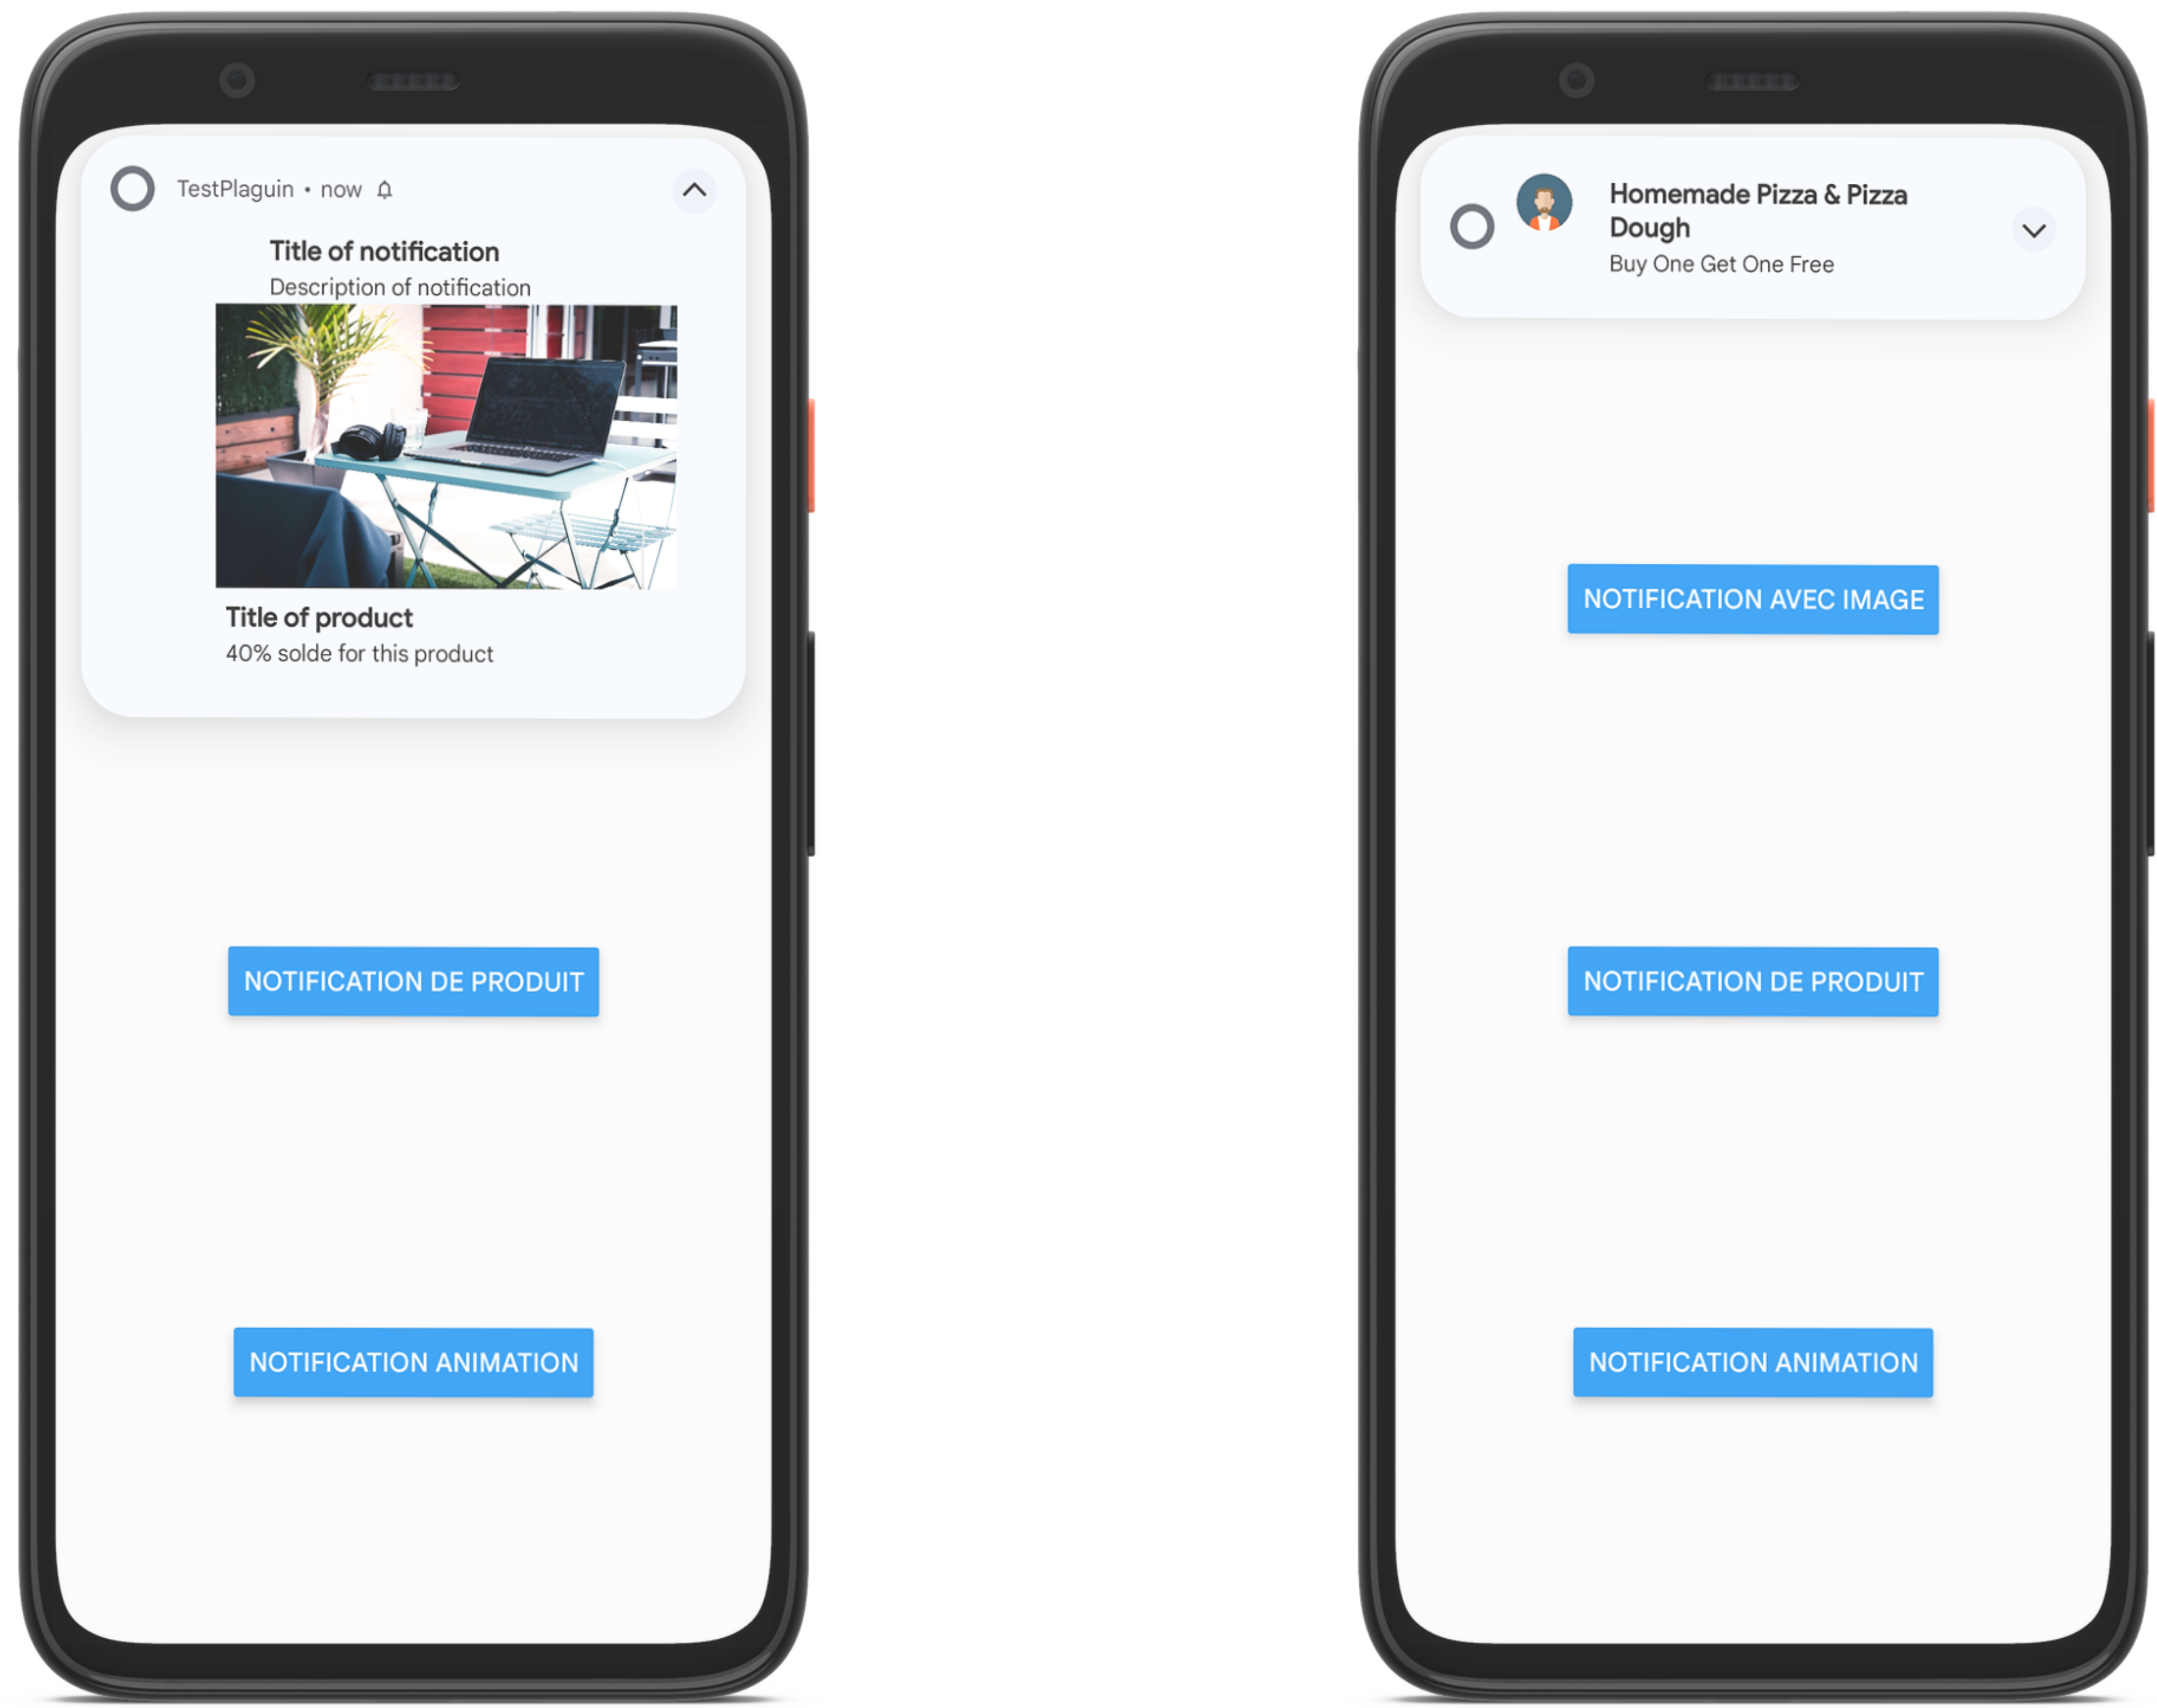 TestPlaguin • now
Title of notification
Description of notification
Title of product
40% solde for this product
NOTIFICATION DE PRODUIT
NOTIFICATION ANIMATION
Homemade Pizza & Pizza
Dough
Buy One Get One Free
NOTIFICATION AVEC IMAGE
NOTIFICATION DE PRODUIT
NOTIFICATION ANIMATION